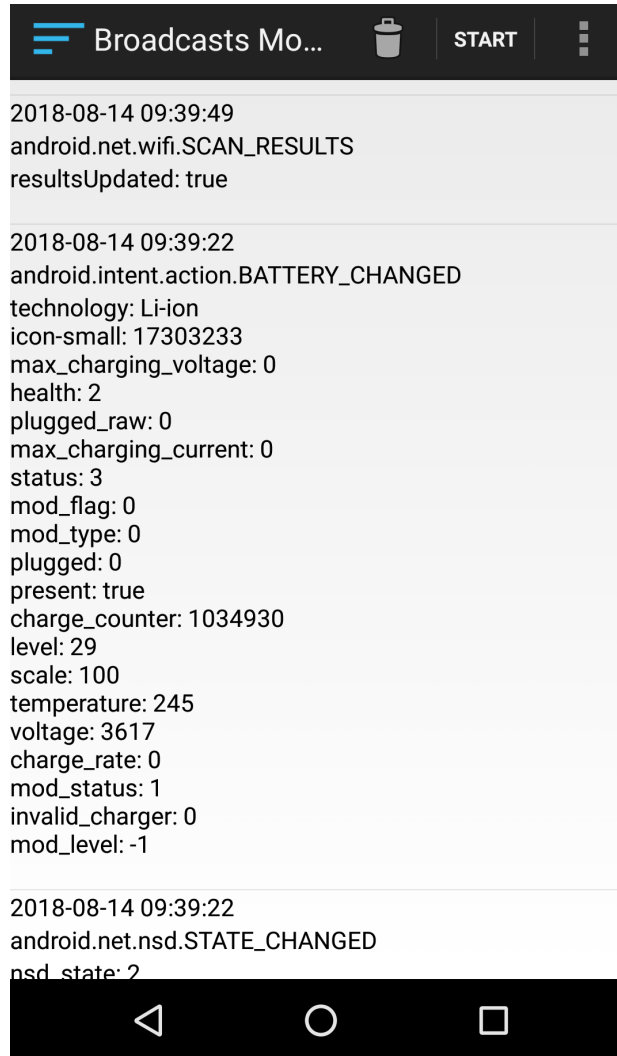 Broadcasts Mo...
START
2018-08-14 09:39:49
android.net.wifi.SCAN_RESULTS
resultsUpdated: true
2018-08-14 09:39:22
android.intent.action.BATTERY_CHANGED
technology: Li-ion
icon-small: 17303233
max_charging_voltage: 0
health: 2
plugged_raw: 0
max_charging_current: 0
status: 3
mod_flag: 0
mod_type: 0
plugged: 0
present: true
charge_counter: 1034930
level: 29
scale: 100
temperature: 245
voltage: 3617
charge_rate: 0
mod_status: 1
invalid_charger: 0
mod_level: -1
2018-08-14 09:39:22
android.net.nsd.STATE_CHANGED
nsd_state: 2